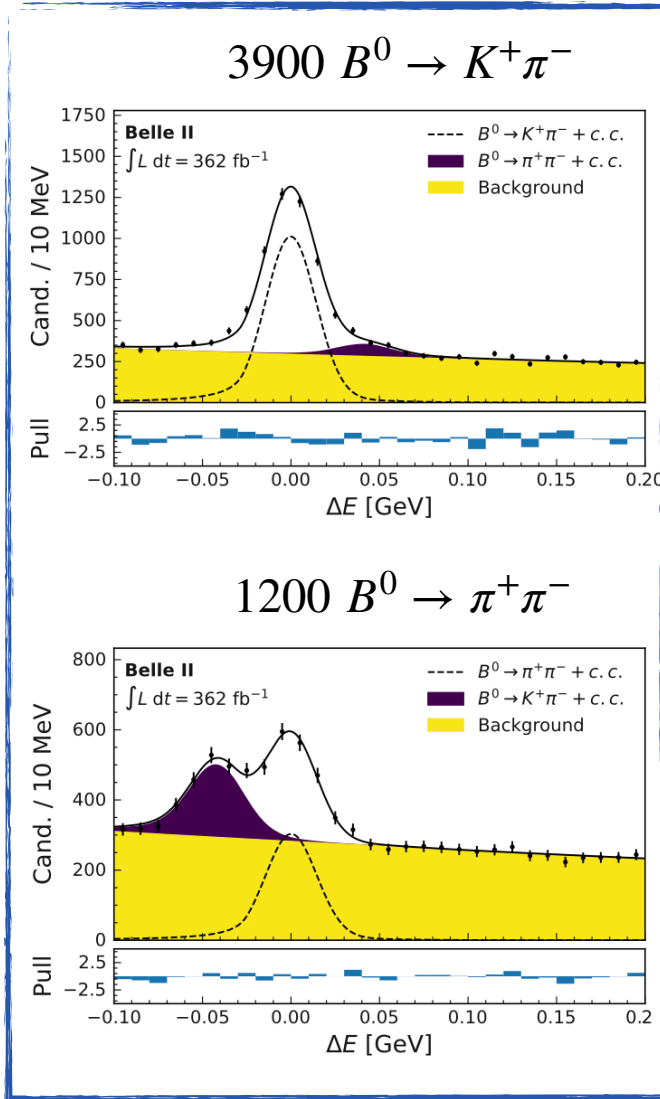 3900 B⁰ → K⁺π⁻
1750
1500
1250
1000
750
500
250
0
Cand. / 10 MeV
Belle II
∫L dt = 362 fb⁻¹
B⁰→K⁺π⁻ + c.c.
B⁰→π⁺π⁻ + c.c.
Background
Pull
2.5
−2.5
−0.10 −0.05 0.00 0.05 0.10 0.15 0.20
ΔE [GeV]
1200 B⁰ → π⁺π⁻
800
600
400
200
0
Cand. / 10 MeV
Belle II
∫L dt = 362 fb⁻¹
B⁰→π⁺π⁻ + c.c.
B⁰→K⁺π⁻ + c.c.
Background
Pull
2.5
−2.5
−0.10 −0.05 0.00 0.05 0.10 0.15 0.2
ΔE [GeV]